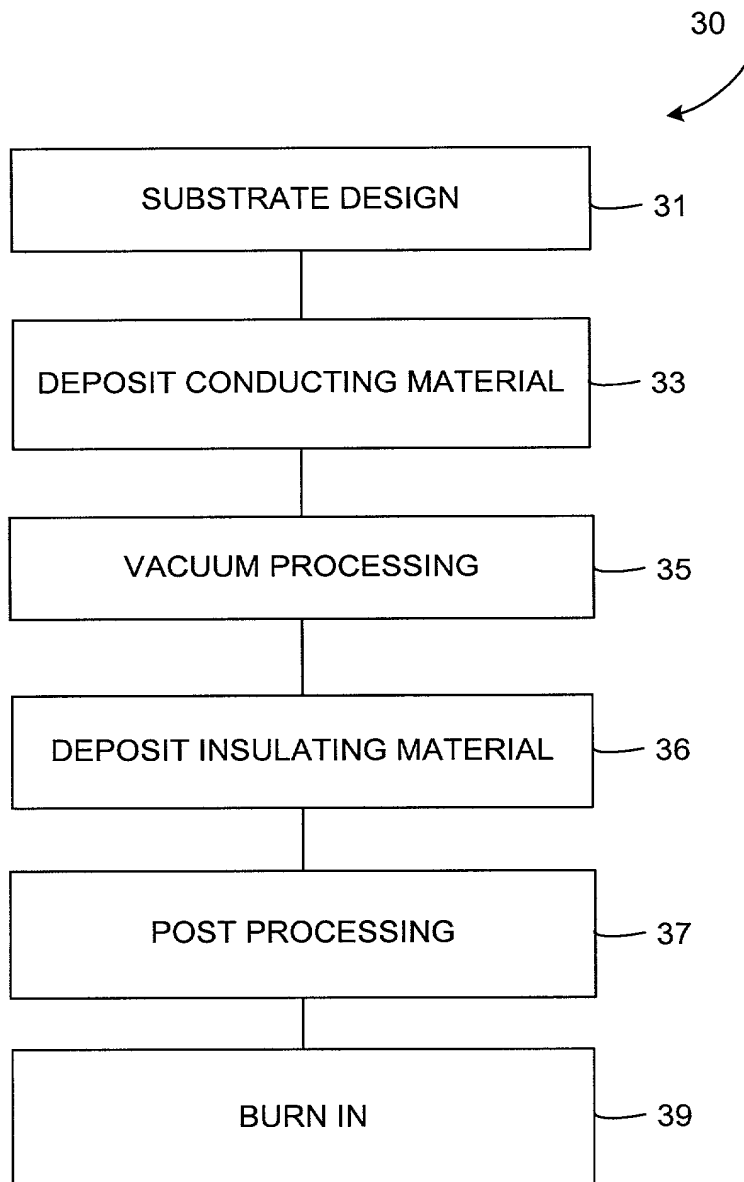 30
SUBSTRATE DESIGN
31
DEPOSIT CONDUCTING MATERIAL
33
VACUUM PROCESSING
35
DEPOSIT INSULATING MATERIAL
36
POST PROCESSING
37
BURN IN
39